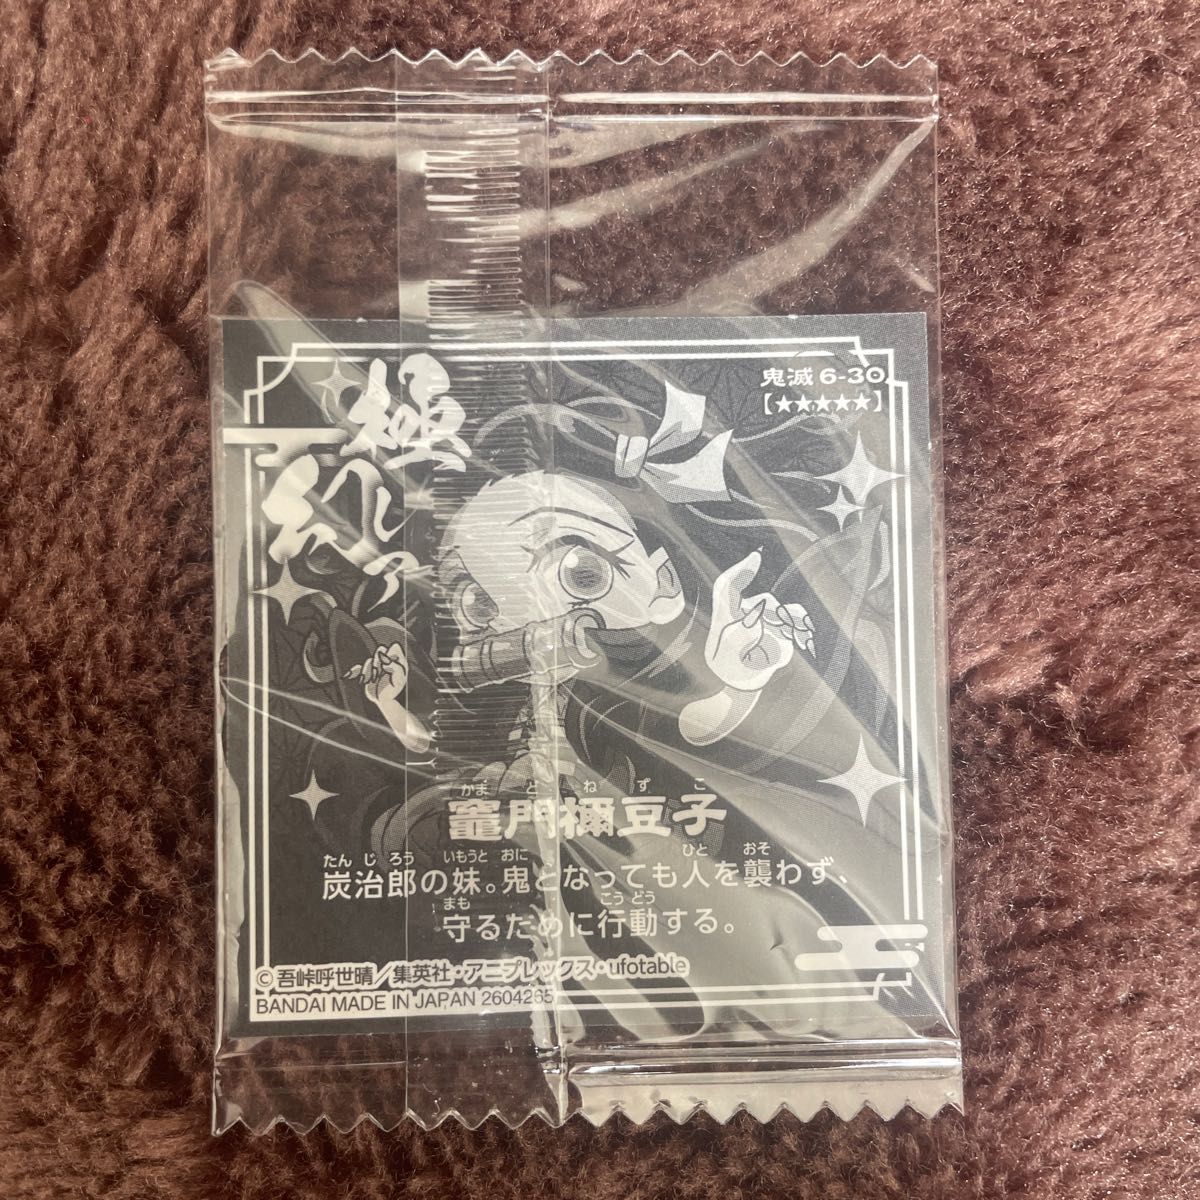 鬼滅 6-30
【★★★★★】
極レア
幻
かまどねずこ
竈門禰豆子
たんじろう いもうと おに ひと おそ
炭治郎の妹。鬼となっても人を襲わず、
まも こうどう
守るために行動する。
©吾峠呼世晴/集英社・アニプレックス・ufotable
BANDAI MADE IN JAPAN 2604265